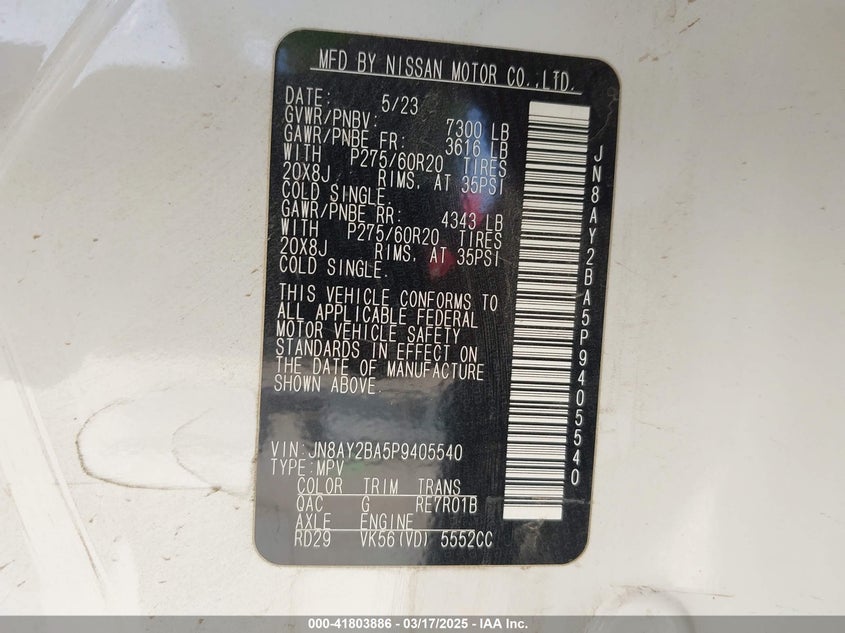 MFD BY NISSAN MOTOR CO.,LTD.
DATE: 5/23
GVWR/PNBV: 7300 LB
GAWR/PNBE FR: 3616 LB
WITH P275/60R20 TIRES
20X8J RIMS, AT 35PSI
COLD SINGLE.
GAWR/PNBE RR: 4343 LB
WITH P275/60R20 TIRES
20X8J RIMS, AT 35PSI
COLD SINGLE.
THIS VEHICLE CONFORMS TO
ALL APPLICABLE FEDERAL
MOTOR VEHICLE SAFETY
STANDARDS IN EFFECT ON
THE DATE OF MANUFACTURE
SHOWN ABOVE.
VIN:JN8AY2BA5P9405540
TYPE:MPV
COLOR TRIM TRANS
QAC G RE7R01B
AXLE ENGINE
RD29 VK56(VD) 5552CC
JN8AY2BA5P9405540
000-41803886 - 03/17/2025 - IAA Inc.